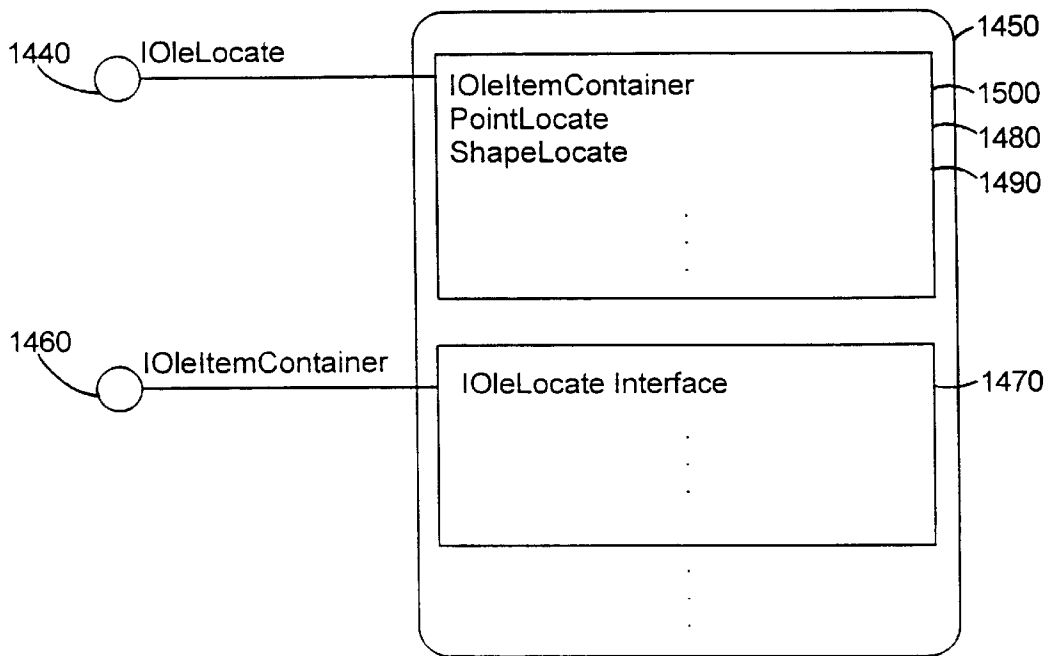 1450
1440
IOleLocate
IOleItemContainer
1500
PointLocate
1480
ShapeLocate
1490
1460
IOleItemContainer
IOleLocate Interface
1470